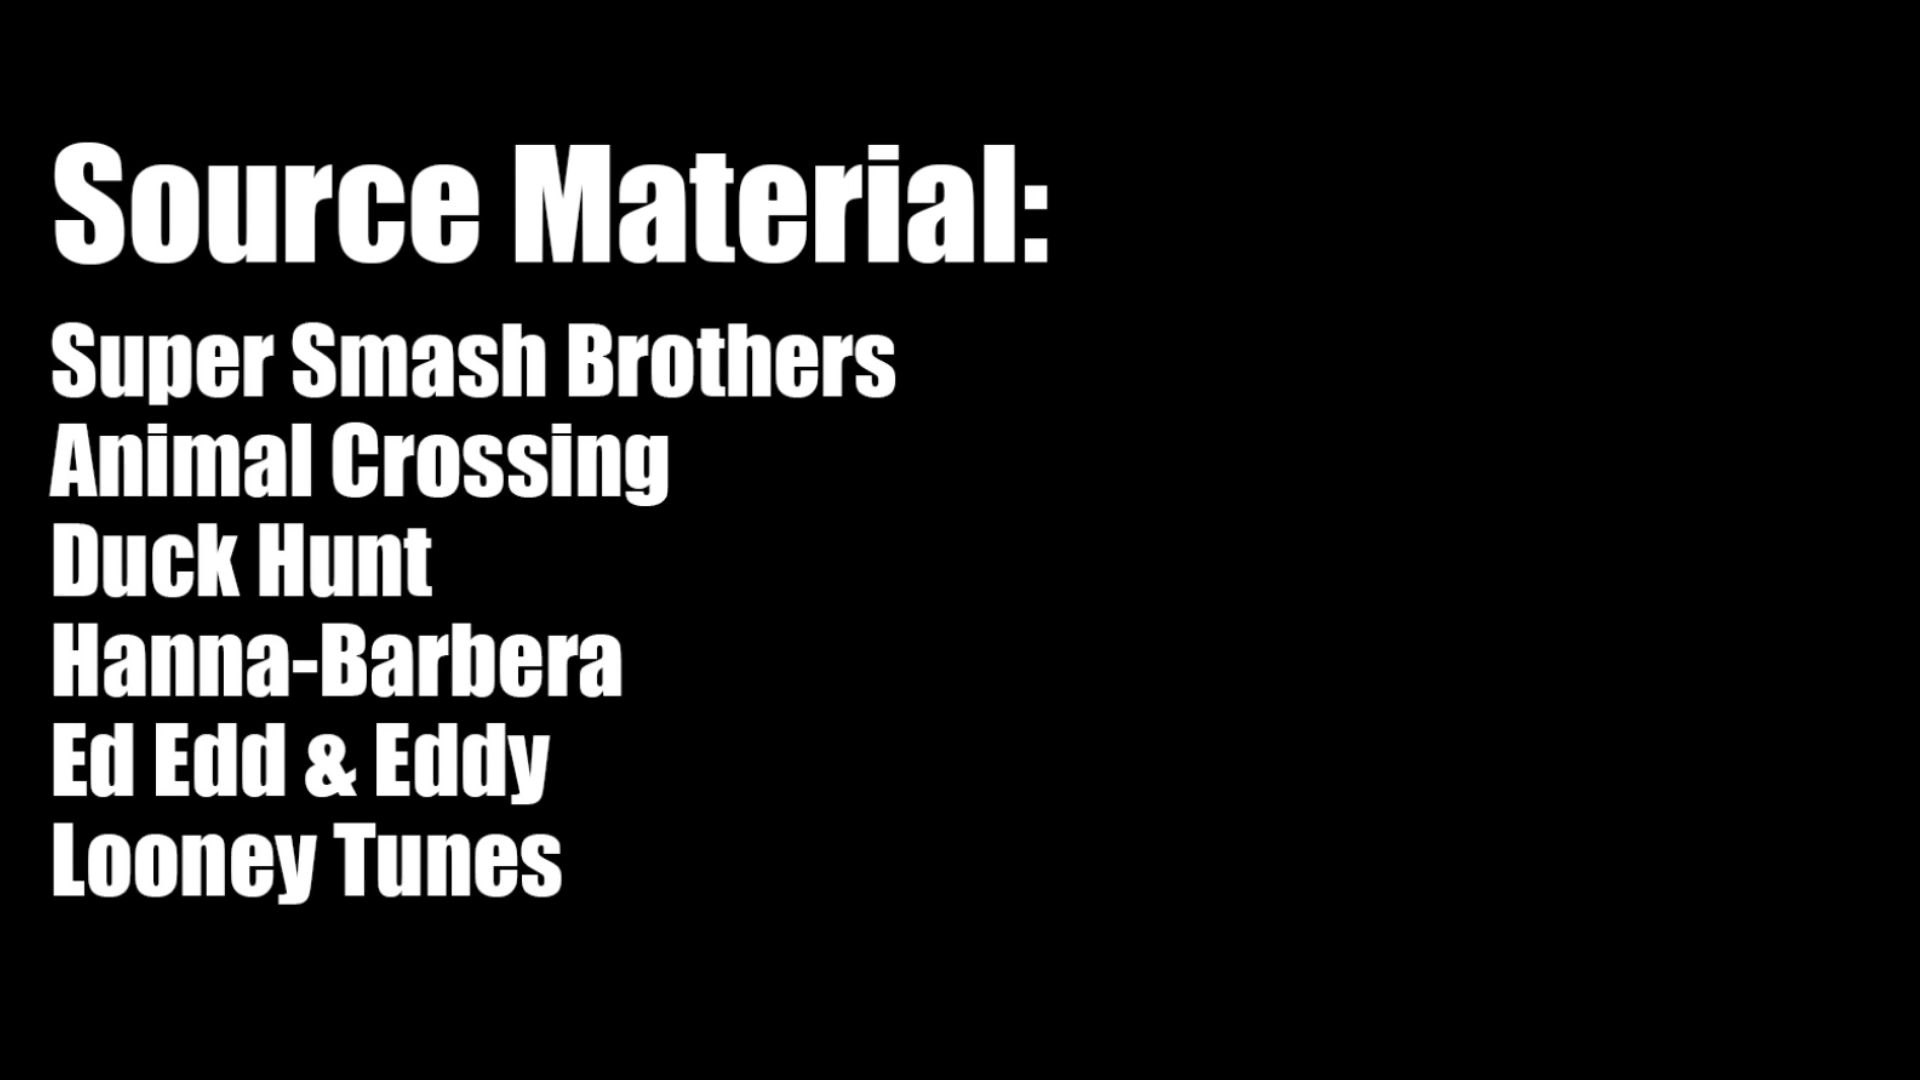 Source Material:
Super Smash Brothers
Animal Crossing
Duck Hunt
Hanna-Barbera
Ed Edd & Eddy
Looney Tunes